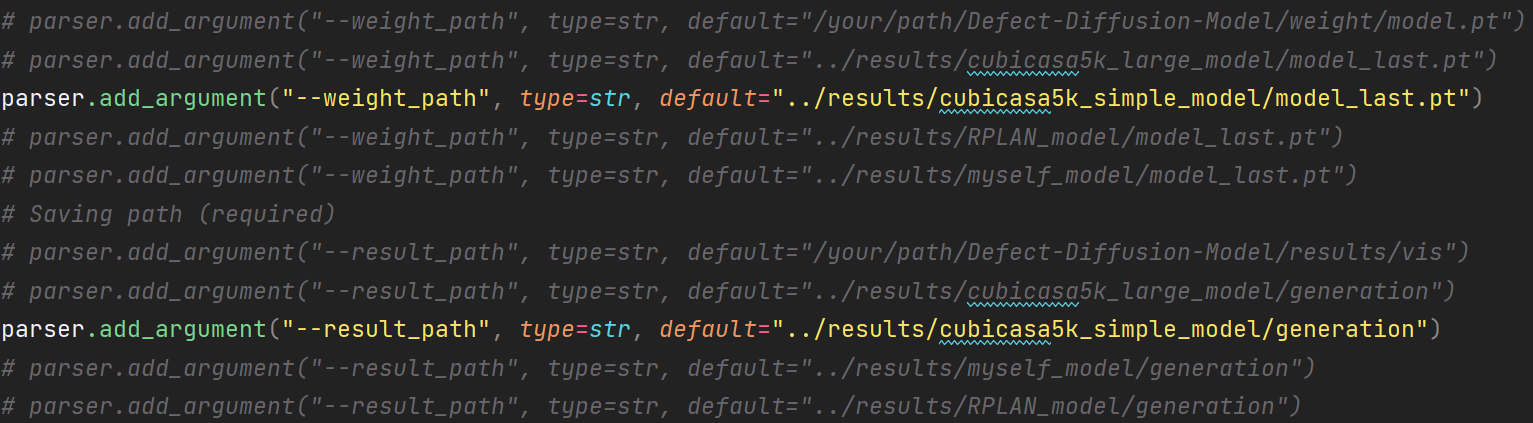 # parser.add_argument("--weight_path", type=str, default="/your/path/Defect-Diffusion-Model/weight/model.pt")
# parser.add_argument("--weight_path", type=str, default="../results/cubicasa5k_large_model/model_last.pt")
parser.add_argument("--weight_path", type=str, default="../results/cubicasa5k_simple_model/model_last.pt")
# parser.add_argument("--weight_path", type=str, default="../results/RPLAN_model/model_last.pt")
# parser.add_argument("--weight_path", type=str, default="../results/myself_model/model_last.pt")
# Saving path (required)
# parser.add_argument("--result_path", type=str, default="/your/path/Defect-Diffusion-Model/results/vis")
# parser.add_argument("--result_path", type=str, default="../results/cubicasa5k_large_model/generation")
parser.add_argument("--result_path", type=str, default="../results/cubicasa5k_simple_model/generation")
# parser.add_argument("--result_path", type=str, default="../results/myself_model/generation")
# parser.add_argument("--result_path", type=str, default="../results/RPLAN_model/generation")